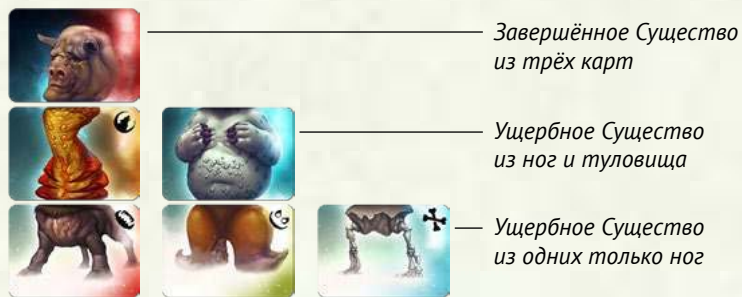 Завершённое Существо
из трёх карт
Ущербное Существо
из ног и туловища
Ущербное Существо
из одних только ног